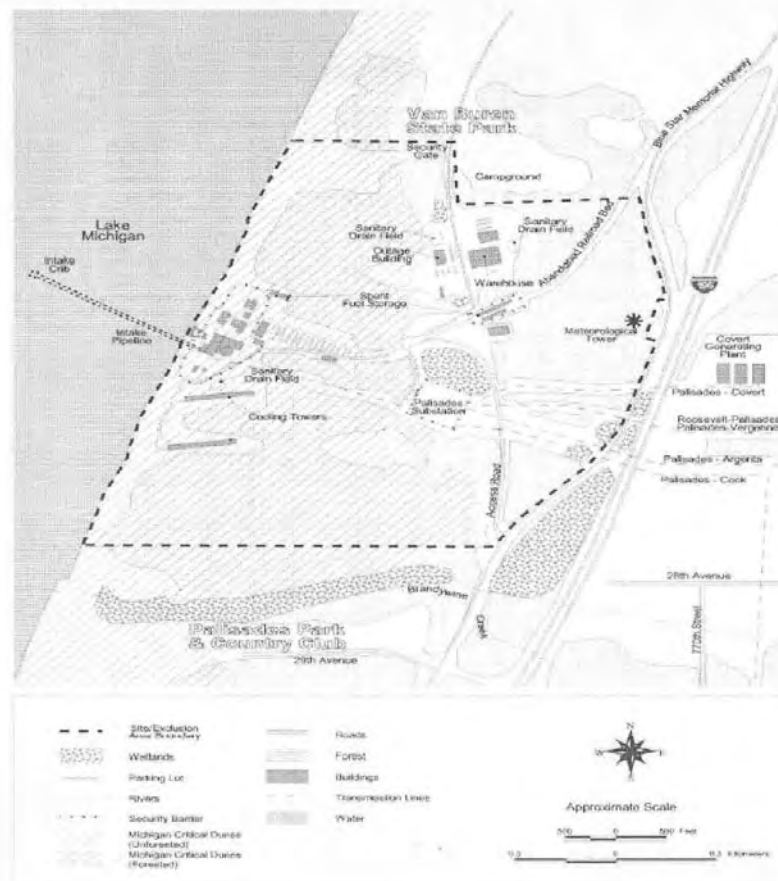 Van Buren
State Park
Security
Gate
Campground
Blue Star Memorial Highway
Lake
Michigan
Intake
Crib
Sanitary
Drain Field
Outage
Building
Sanitary
Drain Field
Warehouse
Abandoned Railroad Bed
Spent
Fuel Storage
Intake
Pipeline
Meteorological
Tower
Covert
Generating
Plant
Sanitary
Drain Field
Palisades
Substation
Cooling Towers
Palisades - Covert
Roosevelt-Palisades
Palisades-Vergennes
Palisades - Argenta
Palisades - Cook
Access Road
28th Avenue
Brandywine
Creek
Palisades Park
& Country Club
29th Avenue
77th Street
Site/Exclusion
Area Boundary
Wetlands
Parking Lot
Rivers
Security Barrier
Michigan Critical Dunes
(Unforested)
Michigan Critical Dunes
(Forested)
Roads
Forest
Buildings
Transmission Lines
Water
N
W
E
S
Approximate Scale
500 0 500 Feet
0 Kilometers